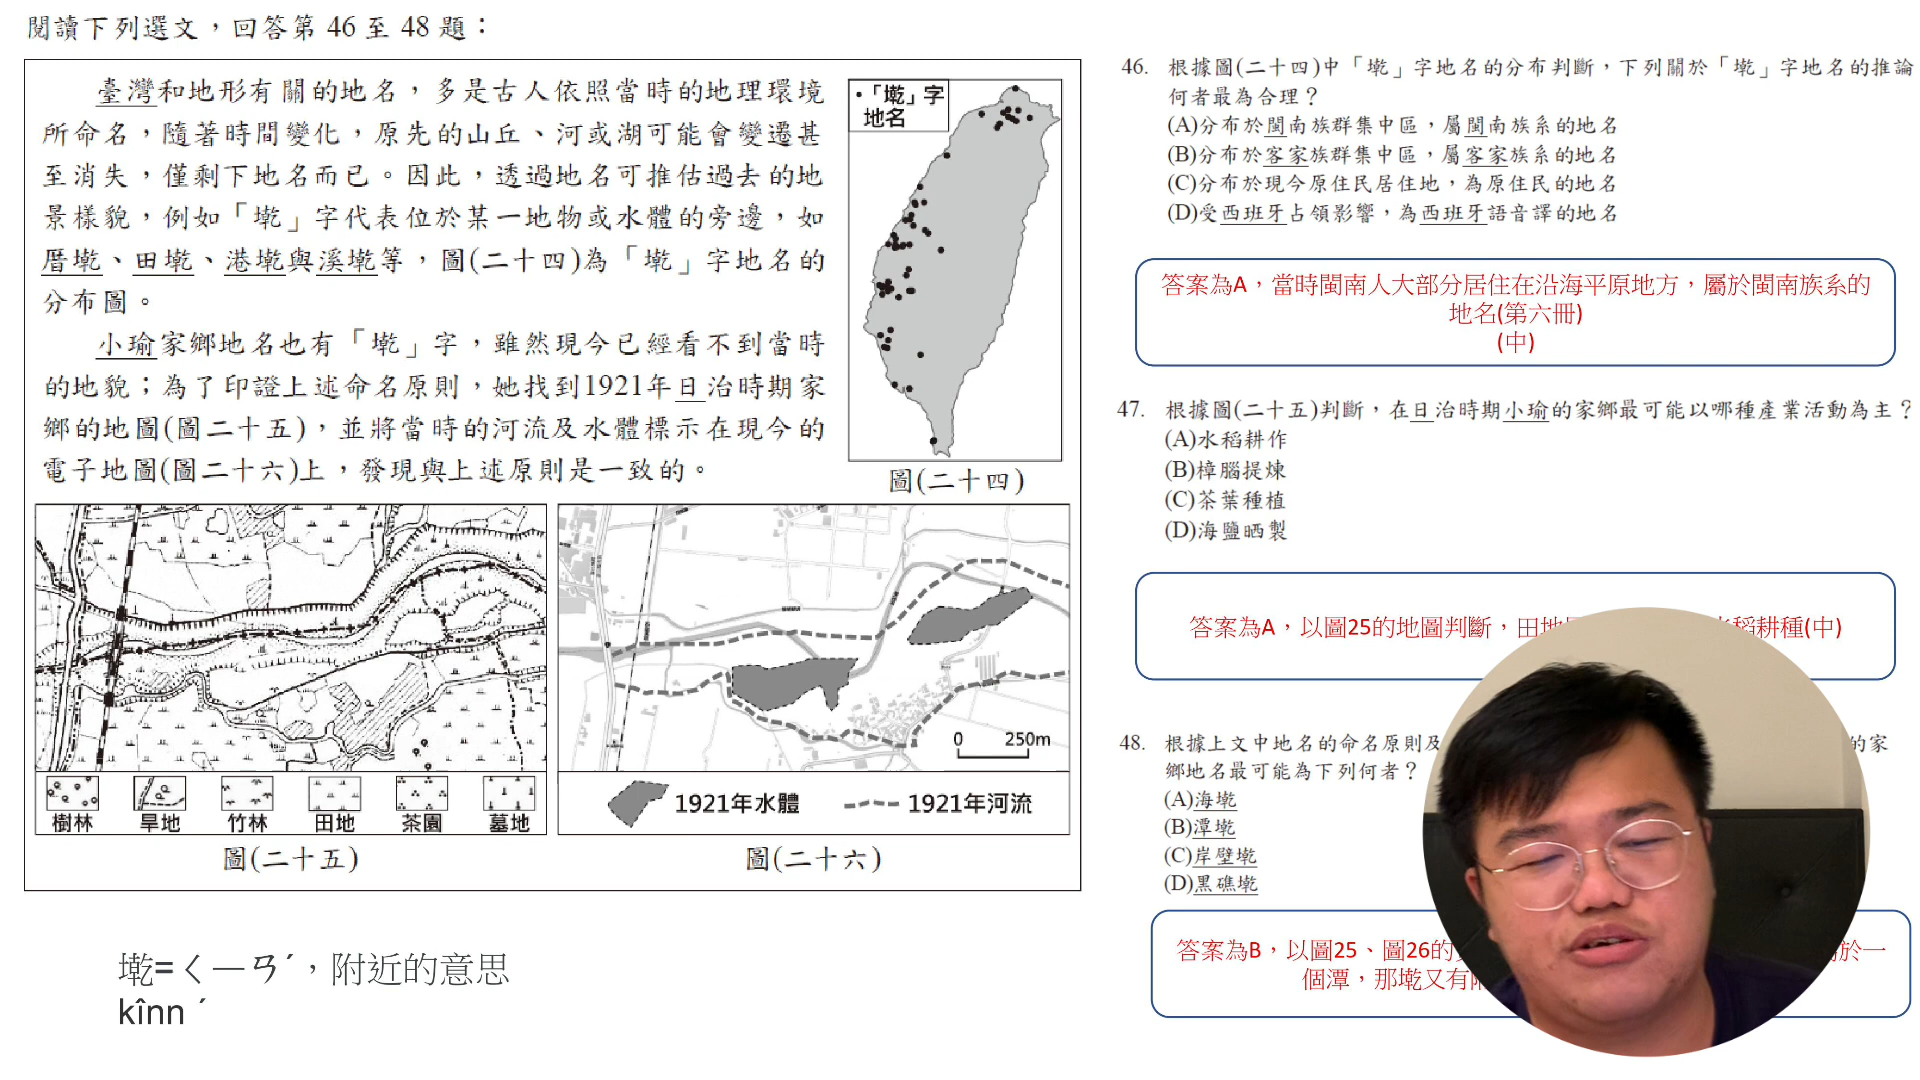 閱讀下列選文，回答第 46 至 48 題：
臺灣和地形有關的地名，多是古人依照當時的地理環境
所命名，隨著時間變化，原先的山丘、河或湖可能會變遷甚
至消失，僅剩下地名而已。因此，透過地名可推估過去的地
景樣貌，例如「墘」字代表位於某一地物或水體的旁邊，如
厝墘、田墘、港墘與溪墘等，圖(二十四)為「墘」字地名的
分布圖。
小瑜家鄉地名也有「墘」字，雖然現今已經看不到當時
的地貌；為了印證上述命名原則，她找到1921年日治時期家
鄉的地圖(圖二十五)，並將當時的河流及水體標示在現今的
電子地圖(圖二十六)上，發現與上述原則是一致的。
•「墘」字
地名
圖(二十四)
樹林 旱地 竹林 田地 茶園 墓地
圖(二十五)
0 250m
1921年水體 1921年河流
圖(二十六)
墘=ㄑㄧㄢˊ，附近的意思
kînn ˊ
46. 根據圖(二十四)中「墘」字地名的分布判斷，下列關於「墘」字地名的推論
何者最為合理？
(A)分布於閩南族群集中區，屬閩南族系的地名
(B)分布於客家族群集中區，屬客家族系的地名
(C)分布於現今原住民居住地，為原住民的地名
(D)受西班牙占領影響，為西班牙語音譯的地名
答案為A，當時閩南人大部分居住在沿海平原地方，屬於閩南族系的
地名(第六冊)
(中)
47. 根據圖(二十五)判斷，在日治時期小瑜的家鄉最可能以哪種產業活動為主？
(A)水稻耕作
(B)樟腦提煉
(C)茶葉種植
(D)海鹽晒製
答案為A，以圖25的地圖判斷，田地 稻耕種(中)
48. 根據上文中地名的命名原則及 的家
鄉地名最可能為下列何者？
(A)海墘
(B)潭墘
(C)岸壁墘
(D)黑礁墘
答案為B，以圖25、圖26的 於一
個潭，那墘又有